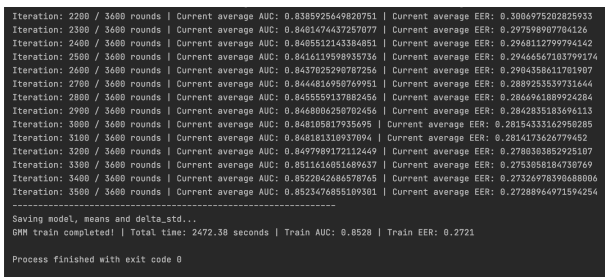 Iteration: 2200 / 3600 rounds | Current average AUC: 0.8385925649820751 | Current average EER: 0.3006975202825933
Iteration: 2300 / 3600 rounds | Current average AUC: 0.8401474437257077 | Current average EER: 0.297598907704126
Iteration: 2400 / 3600 rounds | Current average AUC: 0.8405512143384851 | Current average EER: 0.2968112799794142
Iteration: 2500 / 3600 rounds | Current average AUC: 0.8416119598935736 | Current average EER: 0.29466567103799174
Iteration: 2600 / 3600 rounds | Current average AUC: 0.8437025290787256 | Current average EER: 0.2904358611701907
Iteration: 2700 / 3600 rounds | Current average AUC: 0.8444816950769951 | Current average EER: 0.2889253539731644
Iteration: 2800 / 3600 rounds | Current average AUC: 0.8455559137882456 | Current average EER: 0.2866961889924284
Iteration: 2900 / 3600 rounds | Current average AUC: 0.8468006250702456 | Current average EER: 0.2842835183696113
Iteration: 3000 / 3600 rounds | Current average AUC: 0.848105817935695 | Current average EER: 0.28154333162950285
Iteration: 3100 / 3600 rounds | Current average AUC: 0.848181310937094 | Current average EER: 0.2814173626779452
Iteration: 3200 / 3600 rounds | Current average AUC: 0.8497989172112449 | Current average EER: 0.2780303852925107
Iteration: 3300 / 3600 rounds | Current average AUC: 0.8511616051689637 | Current average EER: 0.2753058184730769
Iteration: 3400 / 3600 rounds | Current average AUC: 0.8522042686578765 | Current average EER: 0.27326978390688006
Iteration: 3500 / 3600 rounds | Current average AUC: 0.8523476855109301 | Current average EER: 0.27288964971594254
----------------------------------------------------------------
Saving model, means and delta_std...
GMM train completed! | Total time: 2472.38 seconds | Train AUC: 0.8528 | Train EER: 0.2721
Process finished with exit code 0